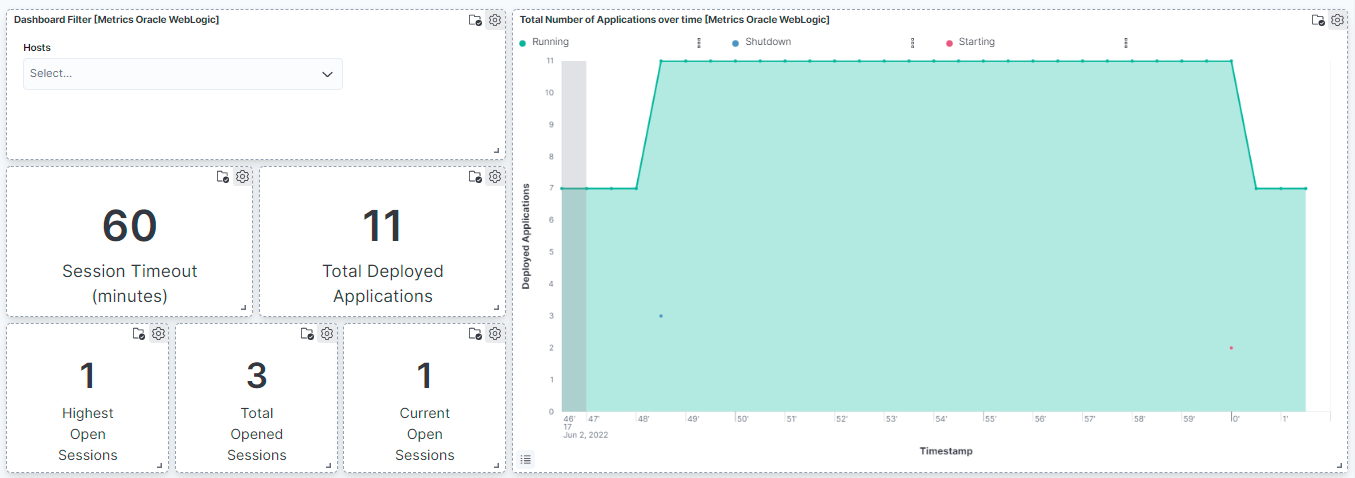 Dashboard Filter [Metrics Oracle WebLogic]
Hosts
Select...
60
Session Timeout
(minutes)
11
Total Deployed
Applications
1
Highest
Open
Sessions
3
Total
Opened
Sessions
1
Current
Open
Sessions
Total Number of Applications over time [Metrics Oracle WebLogic]
Running Shutdown Starting
11
10
9
8
7
6
5
4
3
2
1
0
Deployed Applications
46' 47' 48' 49' 50' 51' 52' 53' 54' 55' 56' 57' 58' 59' 0' 1'
17
Jun 2, 2022
Timestamp